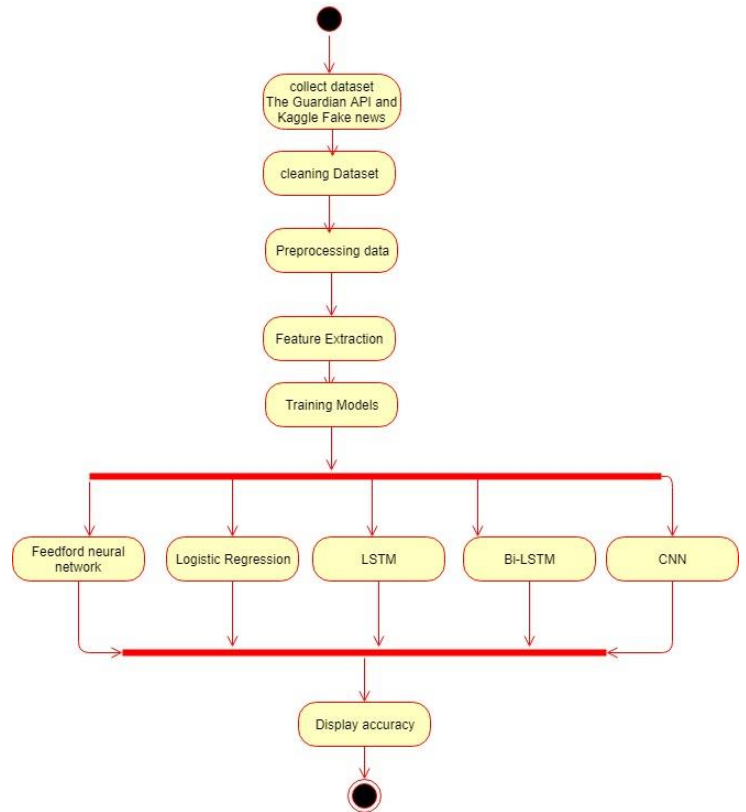 collect dataset
The Guardian API and
Kaggle Fake news
cleaning Dataset
Preprocessing data
Feature Extraction
Training Models
Feedford neural
network
Logistic Regression
LSTM
Bi-LSTM
CNN
Display accuracy